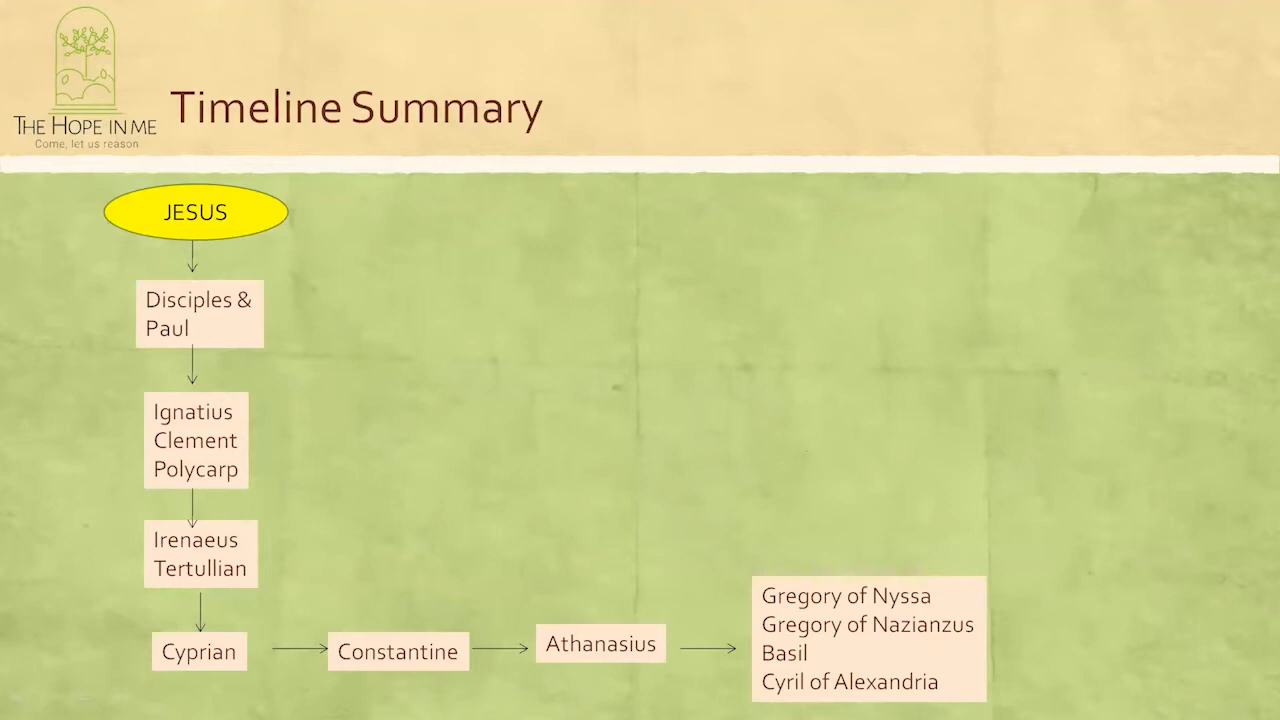 THE HOPE IN ME
Come, let us reason
Timeline Summary
JESUS
Disciples &
Paul
Ignatius
Clement
Polycarp
Irenaeus
Tertullian
Cyprian
Constantine
Athanasius
Gregory of Nyssa
Gregory of Nazianzus
Basil
Cyril of Alexandria